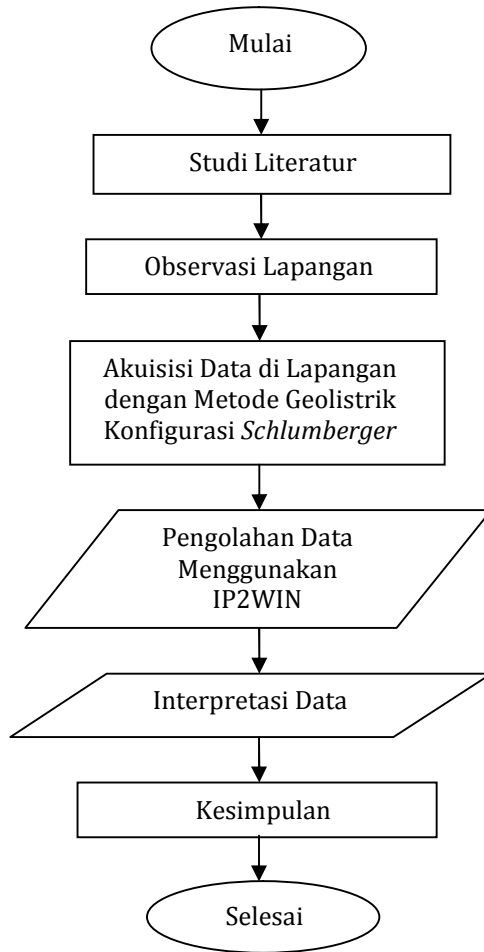 Mulai
Studi Literatur
Observasi Lapangan
Akuisisi Data di Lapangan
dengan Metode Geolistrik
Konfigurasi Schlumberger
Pengolahan Data
Menggunakan
IP2WIN
Interpretasi Data
Kesimpulan
Selesai